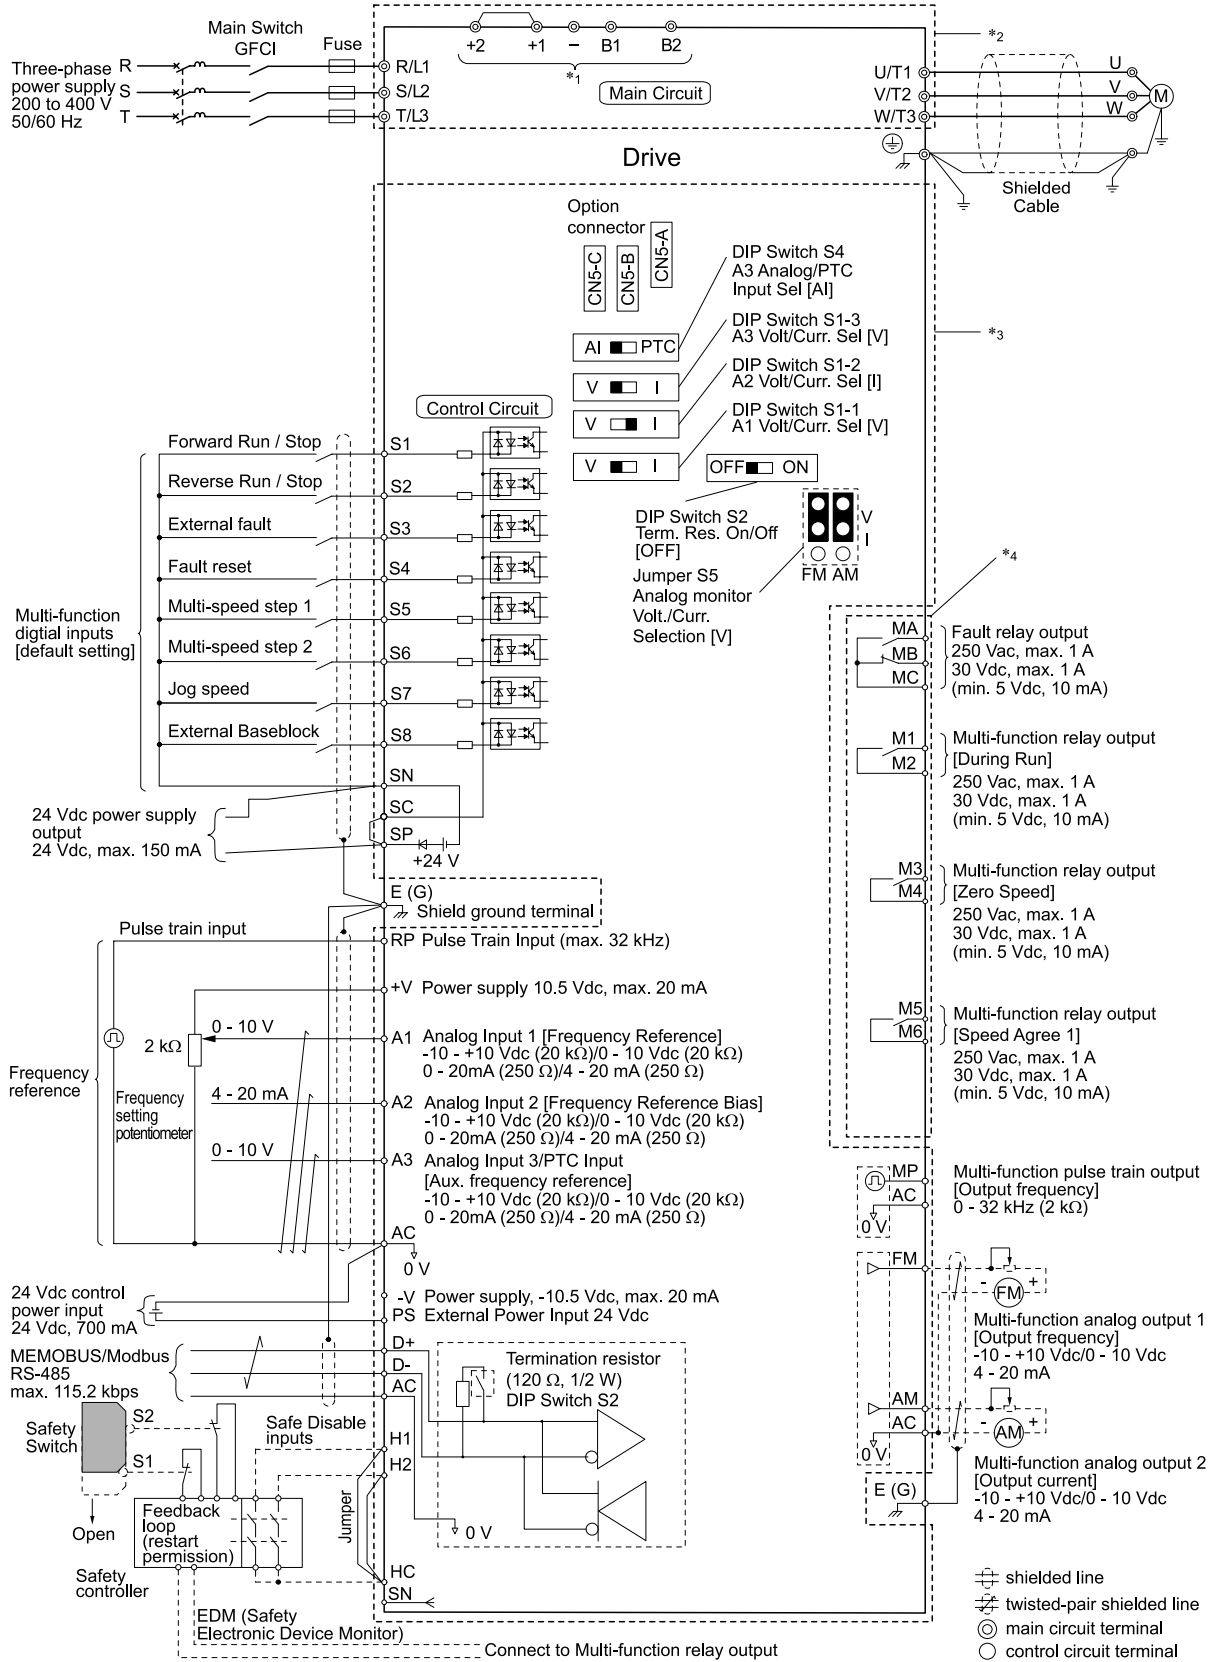 Main Switch
GFCI
Fuse
Three-phase
power supply
200 to 400 V
50/60 Hz
R
S
T
R/L1
S/L2
T/L3
+2
+1
−
B1
B2
*1
Main Circuit
*2
U/T1
V/T2
W/T3
U
V
W
M
Drive
Shielded
Cable
Option
connector
CN5-C
CN5-B
CN5-A
DIP Switch S4
A3 Analog/PTC
Input Sel [AI]
DIP Switch S1-3
A3 Volt/Curr. Sel [V]
*3
DIP Switch S1-2
A2 Volt/Curr. Sel [I]
DIP Switch S1-1
A1 Volt/Curr. Sel [V]
AI PTC
V I
V I
V I
OFF ON
DIP Switch S2
Term. Res. On/Off
[OFF]
Jumper S5
Analog monitor
Volt./Curr.
Selection [V]
V
I
FM AM
*4
Control Circuit
Multi-function
digtial inputs
[default setting]
Forward Run / Stop
S1
Reverse Run / Stop
S2
External fault
S3
Fault reset
S4
Multi-speed step 1
S5
Multi-speed step 2
S6
Jog speed
S7
External Baseblock
S8
SN
SC
SP
+24 V
24 Vdc power supply
output
24 Vdc, max. 150 mA
E (G)
Shield ground terminal
MA
MB
MC
Fault relay output
250 Vac, max. 1 A
30 Vdc, max. 1 A
(min. 5 Vdc, 10 mA)
M1
M2
Multi-function relay output
[During Run]
250 Vac, max. 1 A
30 Vdc, max. 1 A
(min. 5 Vdc, 10 mA)
M3
M4
Multi-function relay output
[Zero Speed]
250 Vac, max. 1 A
30 Vdc, max. 1 A
(min. 5 Vdc, 10 mA)
M5
M6
Multi-function relay output
[Speed Agree 1]
250 Vac, max. 1 A
30 Vdc, max. 1 A
(min. 5 Vdc, 10 mA)
Pulse train input
RP Pulse Train Input (max. 32 kHz)
+V Power supply 10.5 Vdc, max. 20 mA
Frequency
reference
2 kΩ
Frequency
setting
potentiometer
0 - 10 V
A1 Analog Input 1 [Frequency Reference]
-10 - +10 Vdc (20 kΩ)/0 - 10 Vdc (20 kΩ)
0 - 20mA (250 Ω)/4 - 20 mA (250 Ω)
4 - 20 mA
A2 Analog Input 2 [Frequency Reference Bias]
-10 - +10 Vdc (20 kΩ)/0 - 10 Vdc (20 kΩ)
0 - 20mA (250 Ω)/4 - 20 mA (250 Ω)
0 - 10 V
A3 Analog Input 3/PTC Input
[Aux. frequency reference]
-10 - +10 Vdc (20 kΩ)/0 - 10 Vdc (20 kΩ)
0 - 20mA (250 Ω)/4 - 20 mA (250 Ω)
AC
0 V
-V Power supply, -10.5 Vdc, max. 20 mA
PS External Power Input 24 Vdc
24 Vdc control
power input
24 Vdc, 700 mA
MP
AC
0 V
Multi-function pulse train output
[Output frequency]
0 - 32 kHz (2 kΩ)
FM
-
+
FM
Multi-function analog output 1
[Output frequency]
-10 - +10 Vdc/0 - 10 Vdc
4 - 20 mA
AM
AC
0 V
-
+
AM
Multi-function analog output 2
[Output current]
-10 - +10 Vdc/0 - 10 Vdc
4 - 20 mA
E (G)
MEMOBUS/Modbus
RS-485
max. 115.2 kbps
D+
D-
AC
Termination resistor
(120 Ω, 1/2 W)
DIP Switch S2
0 V
Safety
Switch
S2
S1
Open
Safe Disable
inputs
H1
H2
Jumper
HC
SN
Feedback
loop
(restart
permission)
Safety
controller
EDM (Safety
Electronic Device Monitor)
Connect to Multi-function relay output
shielded line
twisted-pair shielded line
main circuit terminal
control circuit terminal